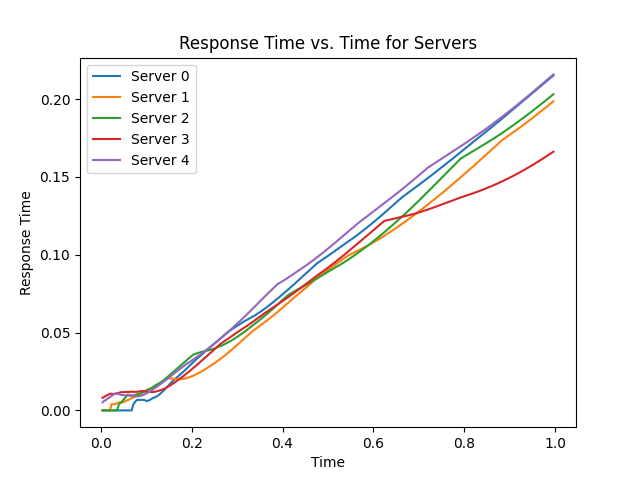 Response Time vs. Time for Servers
Server 0
Server 1
Server 2
Server 3
Server 4
Response Time
0.20
0.15
0.10
0.05
0.00
0.0 0.2 0.4 0.6 0.8 1.0
Time